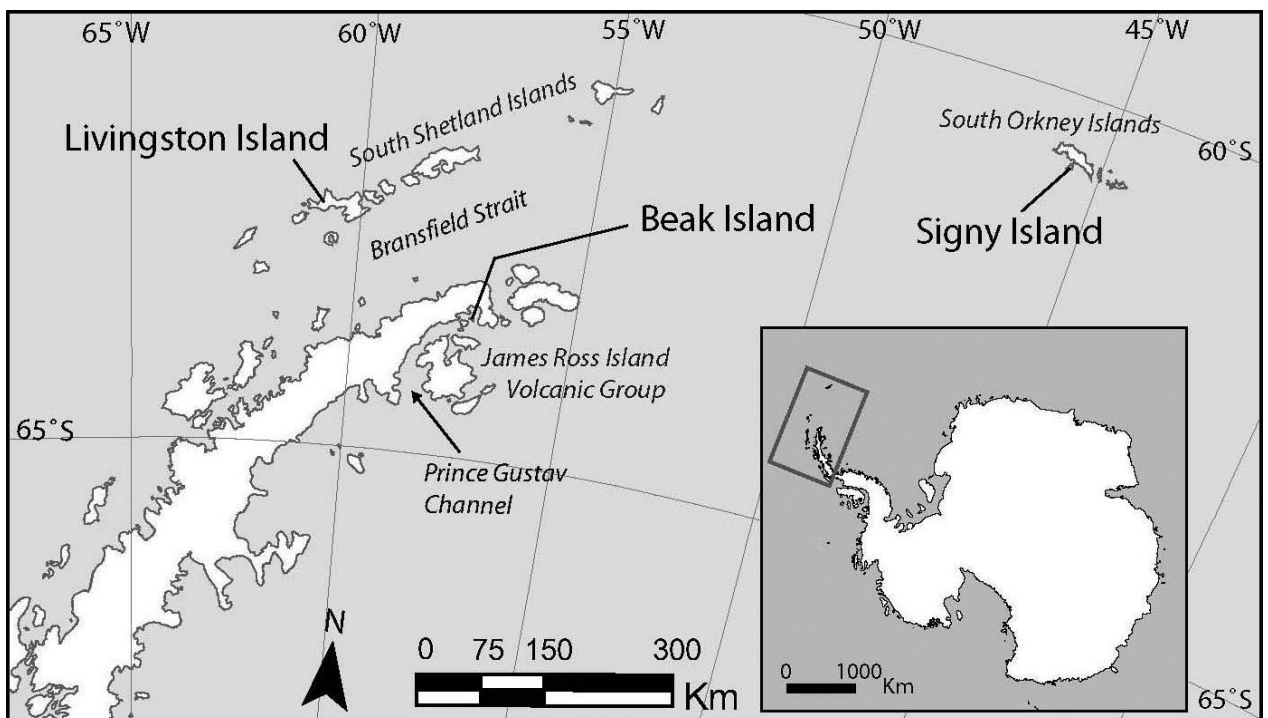 65°W
60°W
55°W
50°W
45°W
South Shetland Islands
South Orkney Islands
Livingston Island
60°S
Bransfield Strait
Beak Island
Signy Island
James Ross Island
Volcanic Group
65°S
Prince Gustav
Channel
N
0 75 150 300
Km
0 1000
Km
65°S